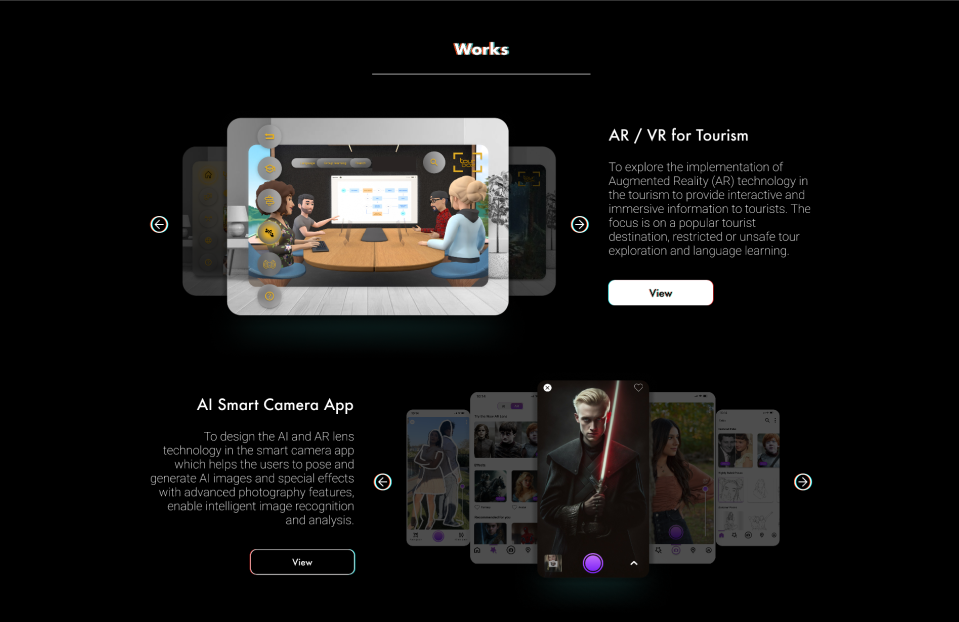 Works
AR / VR for Tourism
To explore the implementation of
Augmented Reality (AR) technology in
the tourism to provide interactive and
immersive information to tourists. The
focus is on a popular tourist
destination, restricted or unsafe tour
exploration and language learning.
View
AI Smart Camera App
To design the AI and AR lens
technology in the smart camera app
which helps the users to pose and
generate AI images and special effects
with advanced photography features,
enable intelligent image recognition
and analysis.
View